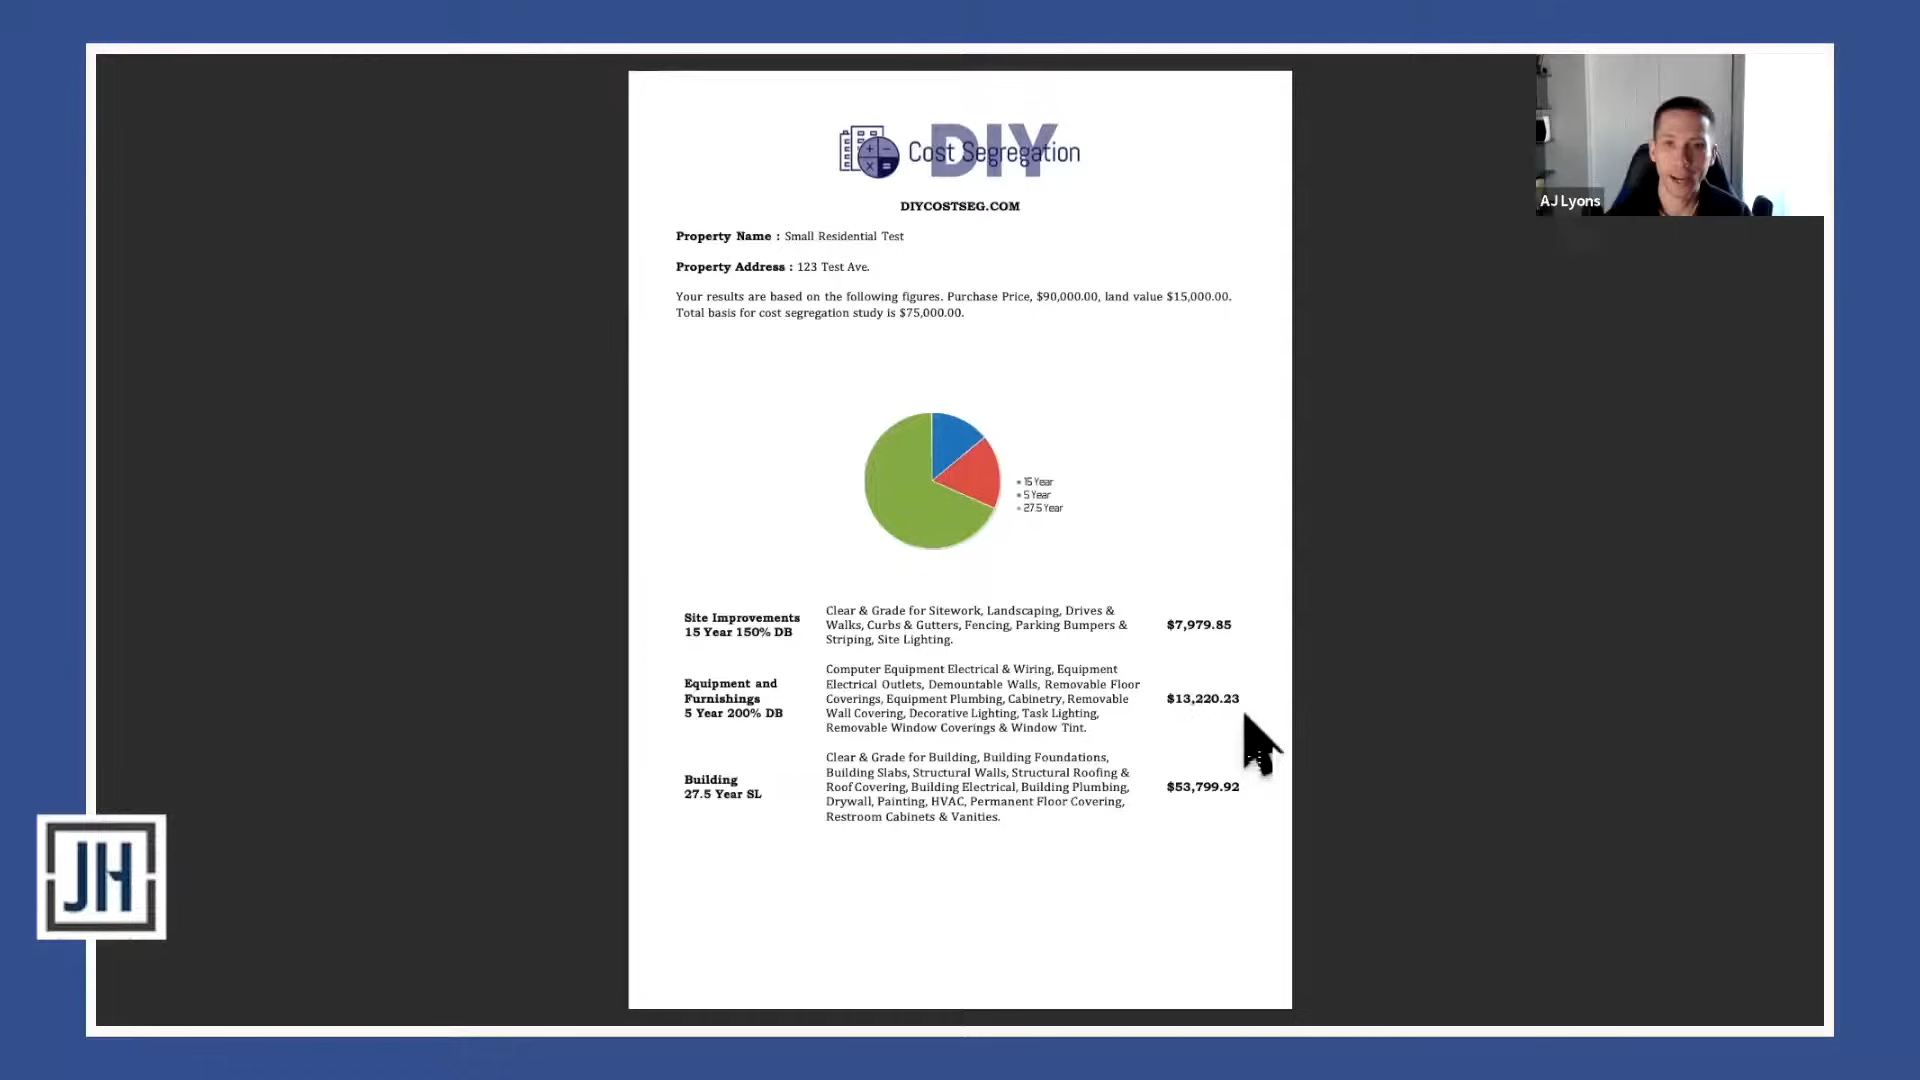 DIY
Cost Segregation
DIYCOSTSEG.COM
AJ Lyons
Property Name : Small Residential Test
Property Address : 123 Test Ave.
Your results are based on the following figures. Purchase Price, $90,000.00, land value $15,000.00.
Total basis for cost segregation study is $75,000.00.
15 Year
5 Year
27.5 Year
Site Improvements
15 Year 150% DB
Clear & Grade for Sitework, Landscaping, Drives &
Walks, Curbs & Gutters, Fencing, Parking Bumpers &
Striping, Site Lighting.
$7,979.85
Equipment and
Furnishings
5 Year 200% DB
Computer Equipment Electrical & Wiring, Equipment
Electrical Outlets, Demountable Walls, Removable Floor
Coverings, Equipment Plumbing, Cabinetry, Removable
Wall Covering, Decorative Lighting, Task Lighting,
Removable Window Coverings & Window Tint.
$13,220.23
Building
27.5 Year SL
Clear & Grade for Building, Building Foundations,
Building Slabs, Structural Walls, Structural Roofing &
Roof Covering, Building Electrical, Building Plumbing,
Drywall, Painting, HVAC, Permanent Floor Covering,
Restroom Cabinets & Vanities.
$53,799.92
JH